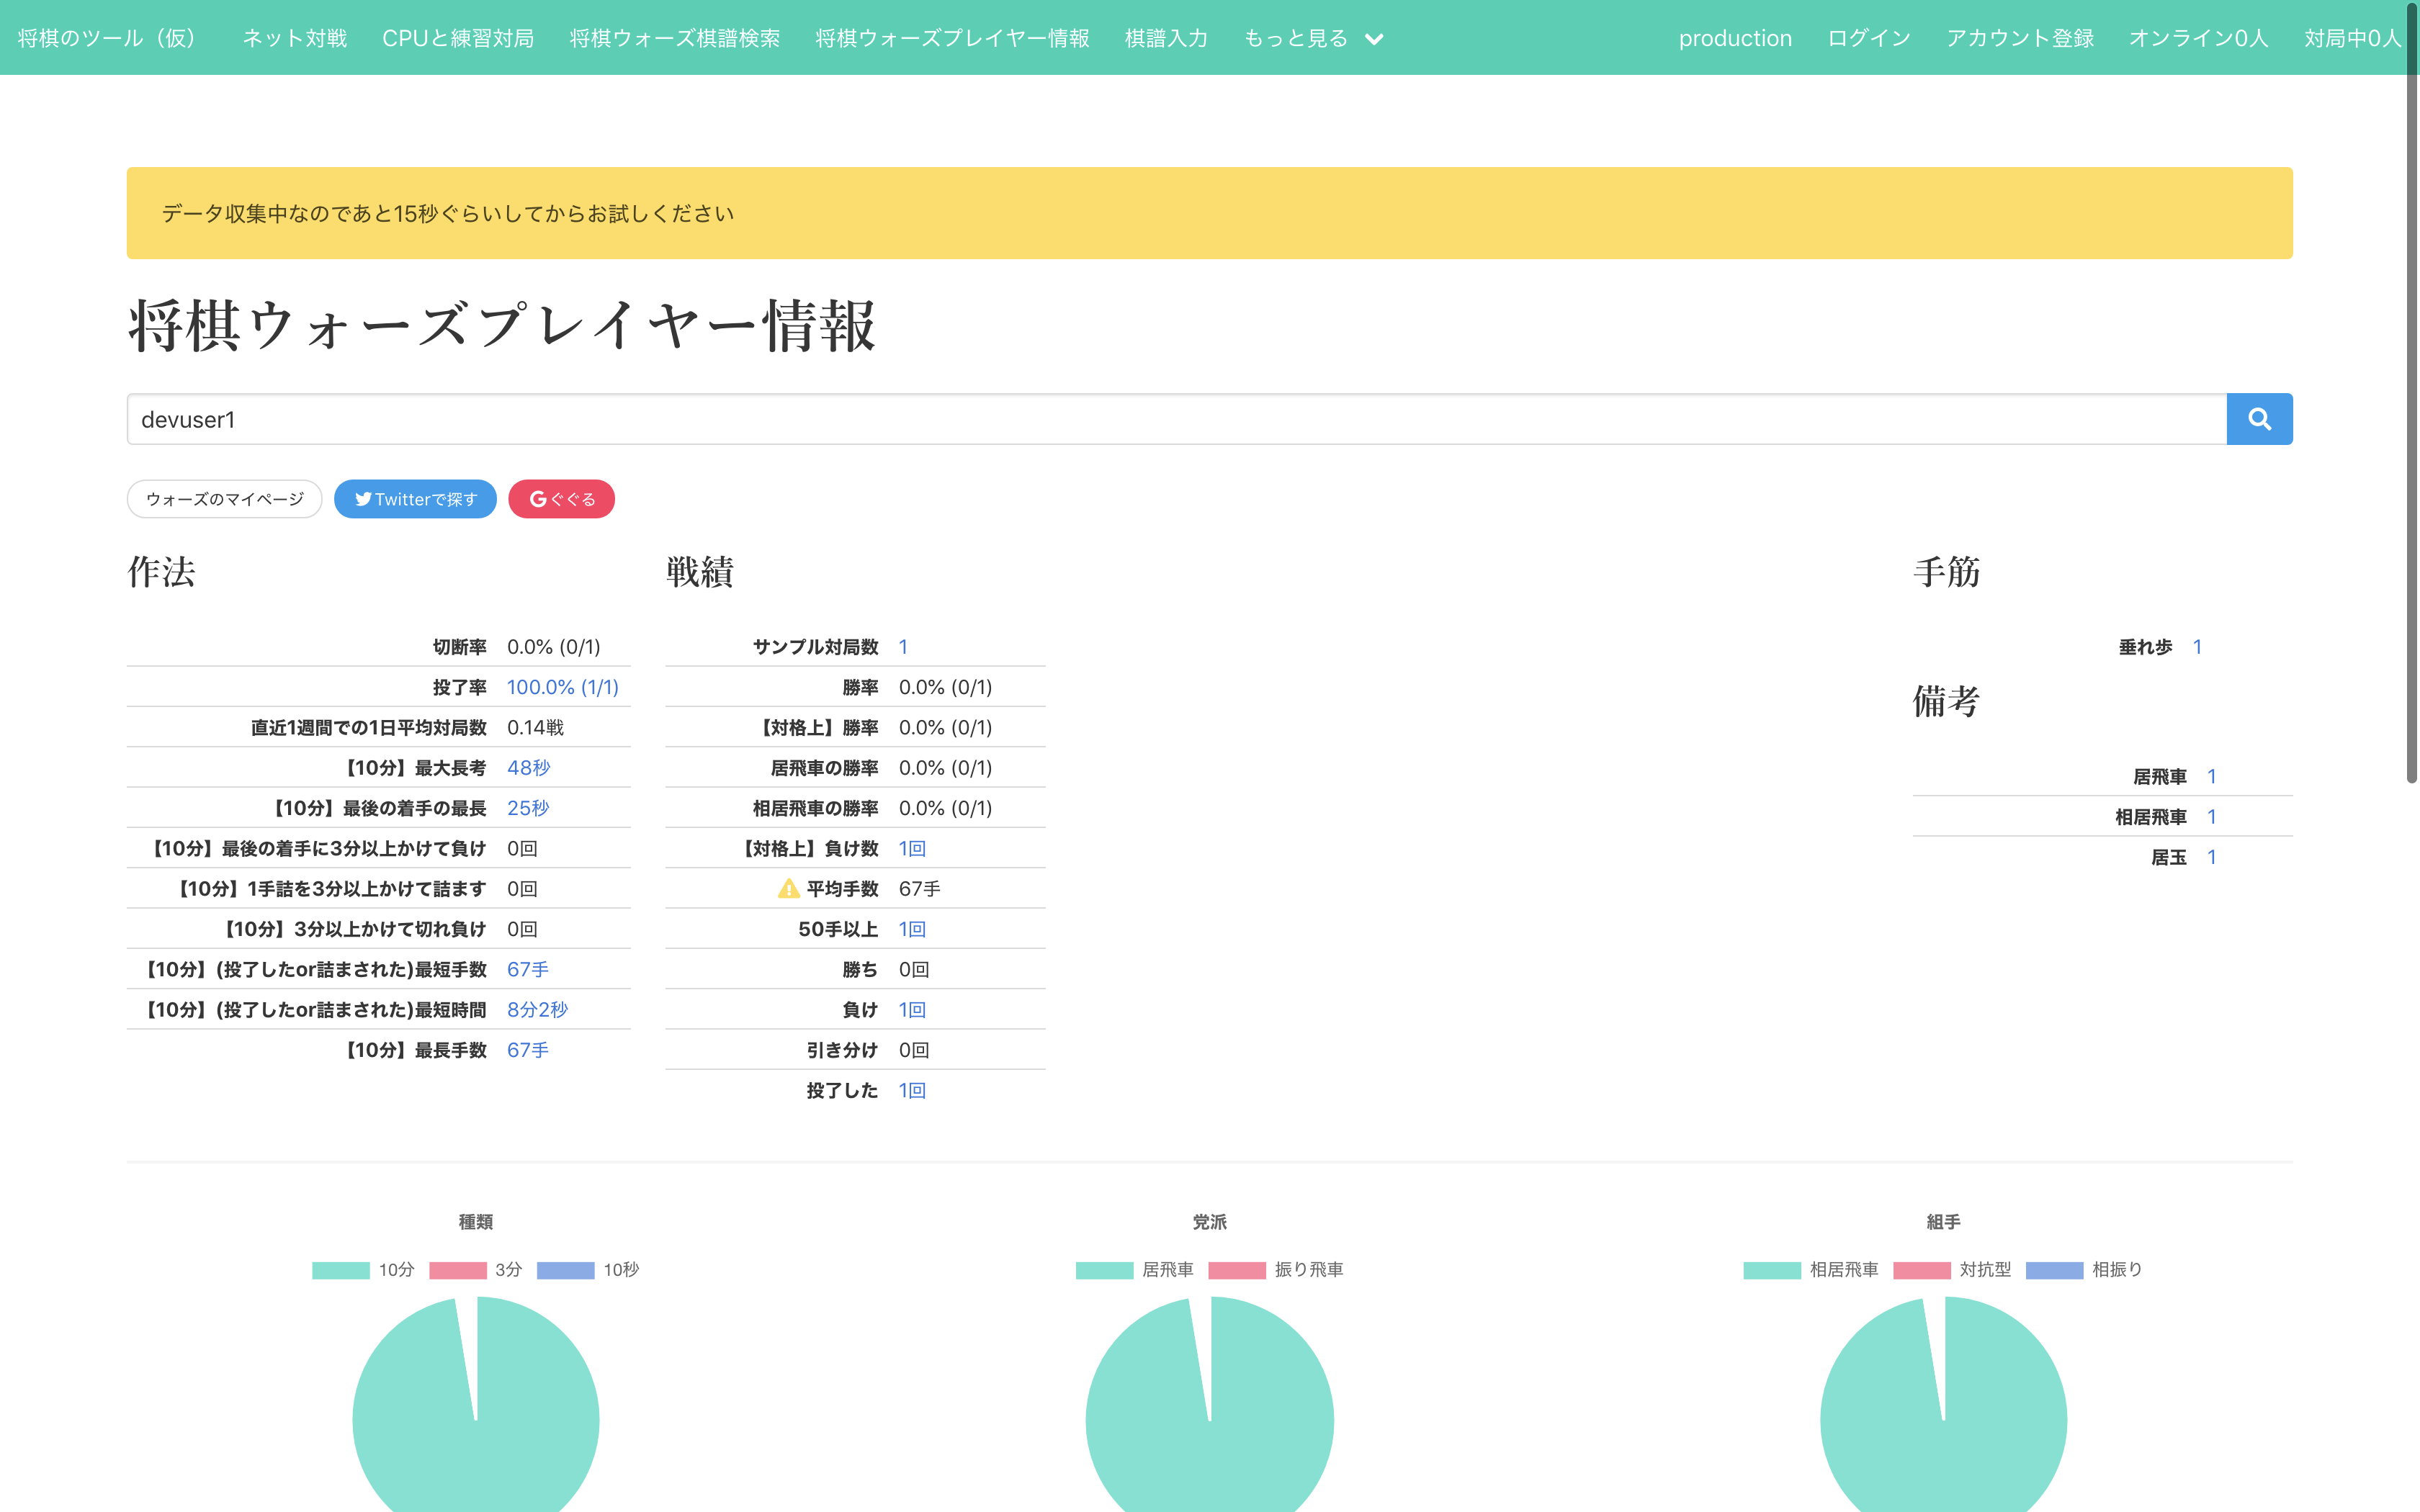 将棋のツール（仮） ネット対戦 CPUと練習対局 将棋ウォーズ棋譜検索 将棋ウォーズプレイヤー情報 棋譜入力 もっと見る production ログイン アカウント登録 オンライン0人 対局中0人
データ収集中なのであと15秒ぐらいしてからお試しください
将棋ウォーズプレイヤー情報
devuser1
ウォーズのマイページ Twitterで探す ぐぐる
作法
切断率 0.0% (0/1)
投了率 100.0% (1/1)
直近1週間での1日平均対局数 0.14戦
【10分】最大長考 48秒
【10分】最後の着手の最長 25秒
【10分】最後の着手に3分以上かけて負け 0回
【10分】1手詰を3分以上かけて詰ます 0回
【10分】3分以上かけて切れ負け 0回
【10分】(投了したor詰まされた)最短手数 67手
【10分】(投了したor詰まされた)最短時間 8分2秒
【10分】最長手数 67手
戦績
サンプル対局数 1
勝率 0.0% (0/1)
【対格上】勝率 0.0% (0/1)
居飛車の勝率 0.0% (0/1)
相居飛車の勝率 0.0% (0/1)
【対格上】負け数 1回
平均手数 67手
50手以上 1回
勝ち 0回
負け 1回
引き分け 0回
投了した 1回
手筋
垂れ歩 1
備考
居飛車 1
相居飛車 1
居玉 1
種類
10分 3分 10秒
党派
居飛車 振り飛車
組手
相居飛車 対抗型 相振り